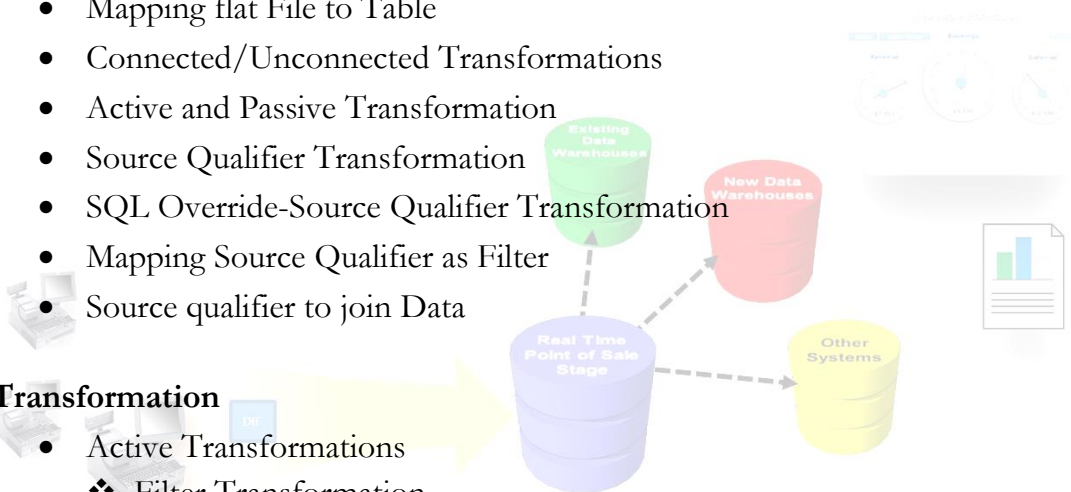 Mapping flat File to Table
• Connected/Unconnected Transformations
• Active and Passive Transformation
• Source Qualifier Transformation
• SQL Override-Source Qualifier Transformation
• Mapping Source Qualifier as Filter
• Source qualifier to join Data
Existing
Data
Warehouses
New Data
Warehouses
Real Time
Point of Sale
Stage
Other
Systems
Transformation
• Active Transformations
❖ Filter Transformation